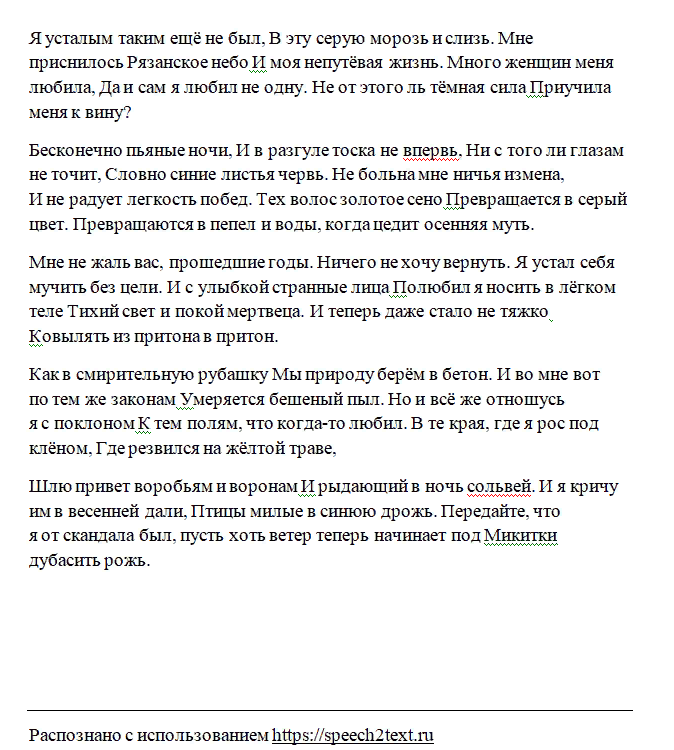 Я усталым таким ещё не был, В эту серую морозь и слизь. Мне
приснилось Рязанское небо И моя непутёвая жизнь. Много женщин меня
любила, Да и сам я любил не одну. Не от этого ль тёмная сила Приучила
меня к вину?
Бесконечно пьяные ночи, И в разгуле тоска не впервь. Ни с того ли глазам
не точит, Словно синие листья червь. Не больна мне ничья измена,
И не радует легкость побед. Тех волос золотое сено Превращается в серый
цвет. Превращаются в пепел и воды, когда цедит осенняя муть.
Мне не жаль вас, прошедшие годы. Ничего не хочу вернуть. Я устал себя
мучить без цели. И с улыбкой странные лица Полюбил я носить в лёгком
теле Тихий свет и покой мертвеца. И теперь даже стало не тяжко
Ковылять из притона в притон.
Как в смирительную рубашку Мы природу берём в бетон. И во мне вот
по тем же законам Умеряется бешеный пыл. Но и всё же отношусь
я с поклоном К тем полям, что когда-то любил. В те края, где я рос под
клёном, Где резвился на жёлтой траве,
Шлю привет воробьям и воронам И рыдающий в ночь сольвей. И я кричу
им в весенней дали, Птицы милые в синюю дрожь. Передайте, что
я от скандала был, пусть хоть ветер теперь начинает под Микитки
дубасить рожь.
Распознано с использованием https://speech2text.ru